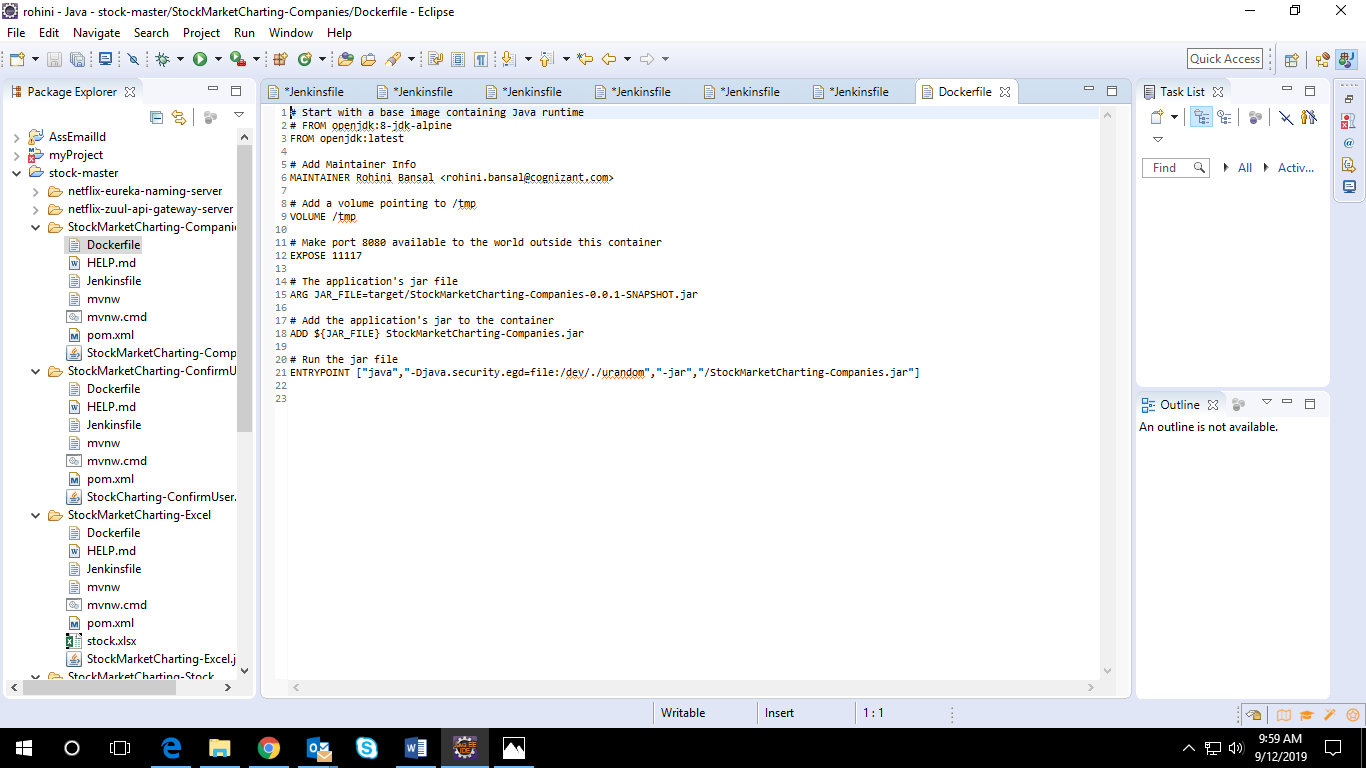 rohini - Java - stock-master/StockMarketCharting-Companies/Dockerfile - Eclipse
File Edit Navigate Search Project Run Window Help
Quick Access
Package Explorer
AssEmailId
myProject
stock-master
netflix-eureka-naming-server
netflix-zuul-api-gateway-server
StockMarketCharting-Compani
Dockerfile
HELP.md
Jenkinsfile
mvnw
mvnw.cmd
pom.xml
StockMarketCharting-Comp
StockMarketCharting-ConfirmU
Dockerfile
HELP.md
Jenkinsfile
mvnw
mvnw.cmd
pom.xml
StockCharting-ConfirmUser.
StockMarketCharting-Excel
Dockerfile
HELP.md
Jenkinsfile
mvnw
mvnw.cmd
pom.xml
stock.xlsx
StockMarketCharting-Excel.j
StockMarketCharting-Stock
*Jenkinsfile *Jenkinsfile *Jenkinsfile *Jenkinsfile *Jenkinsfile *Jenkinsfile Dockerfile
1 # Start with a base image containing Java runtime
2 # FROM openjdk:8-jdk-alpine
3 FROM openjdk:latest
4
5 # Add Maintainer Info
6 MAINTAINER Rohini Bansal <rohini.bansal@cognizant.com>
7
8 # Add a volume pointing to /tmp
9 VOLUME /tmp
10
11 # Make port 8080 available to the world outside this container
12 EXPOSE 11117
13
14 # The application's jar file
15 ARG JAR_FILE=target/StockMarketCharting-Companies-0.0.1-SNAPSHOT.jar
16
17 # Add the application's jar to the container
18 ADD ${JAR_FILE} StockMarketCharting-Companies.jar
19
20 # Run the jar file
21 ENTRYPOINT ["java","-Djava.security.egd=file:/dev/./urandom","-jar","/StockMarketCharting-Companies.jar"]
22
23
Task List
Find All Activ...
Outline
An outline is not available.
Writable Insert 1 : 1
9:59 AM
9/12/2019